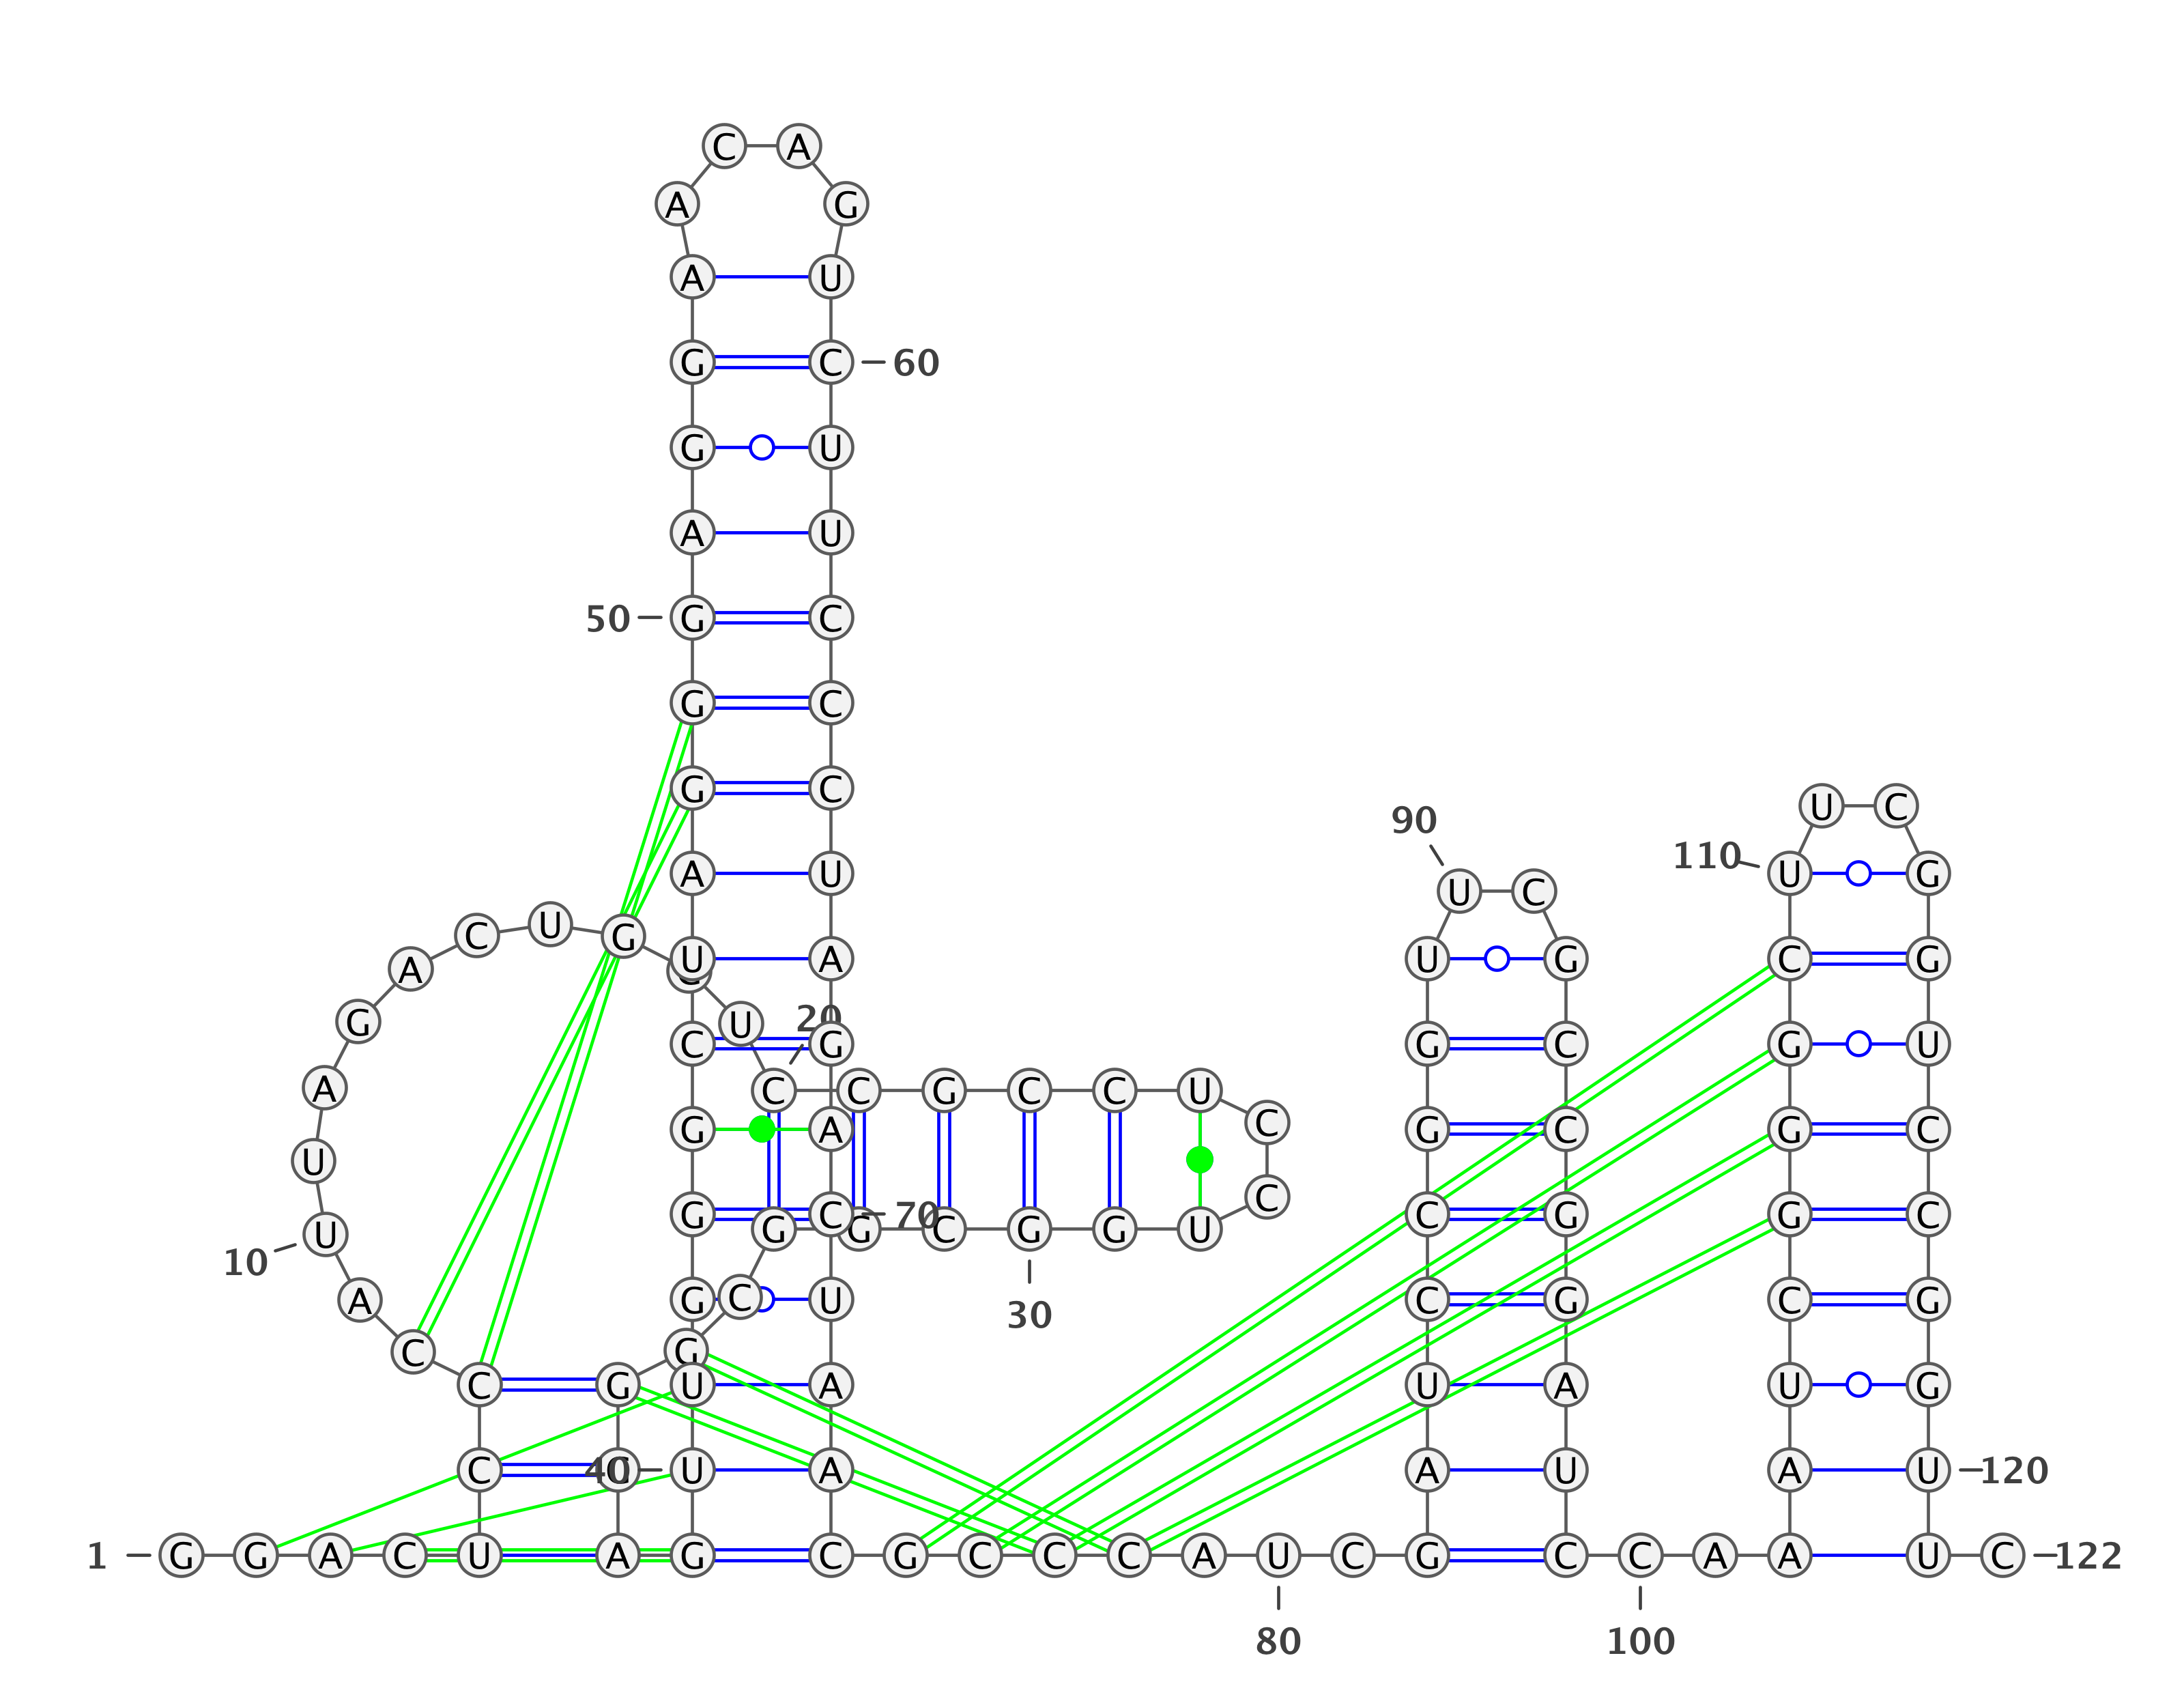 C A
A G
A U
G C 60
G U
A U
50 G C
G C
G C
U C
90
110
A U U G
U C
C U G
U A U G C G
A
G U 20
C G G C G U
A C C G C C U
C
G A G C G C
U
C
G C 70 C G G C
G G C G G U
U
10
A G C U C G C G
30
C G
C G U A U A U G
C 40 U A A U A U 120
1 G G A C U A G C G C C C A U C G C C A A U C 122
80 100